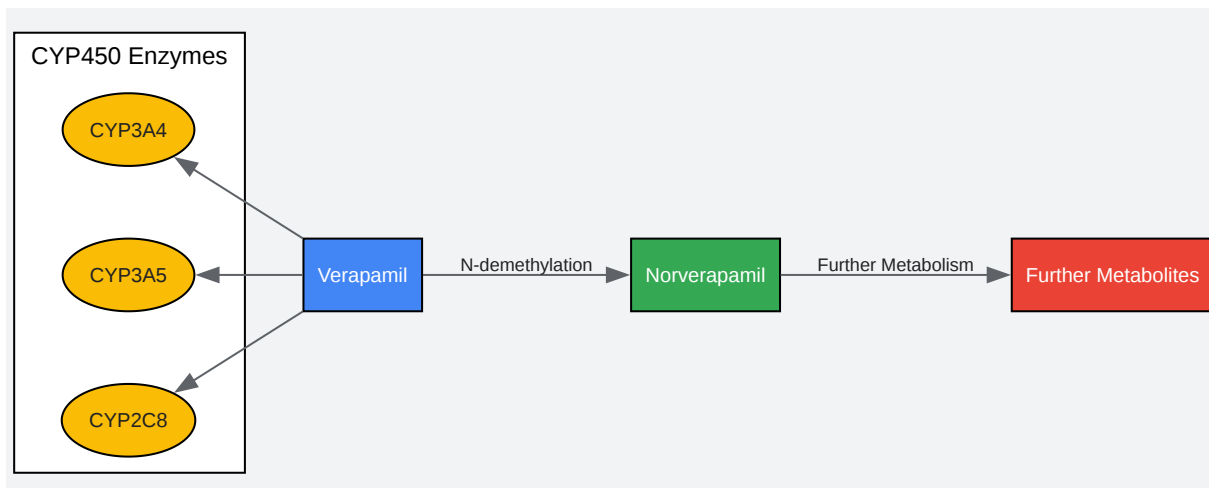 CYP450 Enzymes
CYP3A4
CYP3A5
CYP2C8
Verapamil
N-demethylation
Norverapamil
Further Metabolism
Further Metabolites